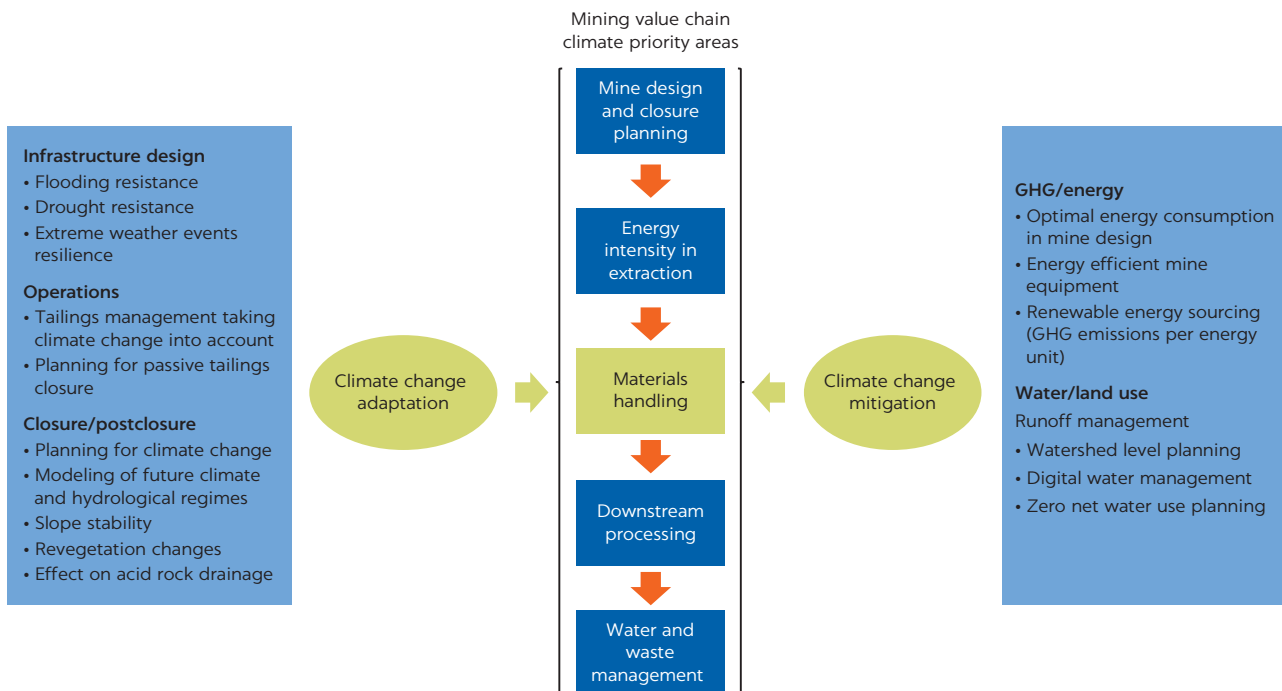 Mining value chain
climate priority areas
Infrastructure design
• Flooding resistance
• Drought resistance
• Extreme weather events
resilience
Operations
• Tailings management taking
climate change into account
• Planning for passive tailings
closure
Closure/postclosure
• Planning for climate change
• Modeling of future climate
and hydrological regimes
• Slope stability
• Revegetation changes
• Effect on acid rock drainage
Climate change
adaptation
Mine design
and closure
planning
Energy
intensity in
extraction
Materials
handling
Downstream
processing
Water and
waste
management
Climate change
mitigation
GHG/energy
• Optimal energy consumption
in mine design
• Energy efficient mine
equipment
• Renewable energy sourcing
(GHG emissions per energy
unit)
Water/land use
Runoff management
• Watershed level planning
• Digital water management
• Zero net water use planning